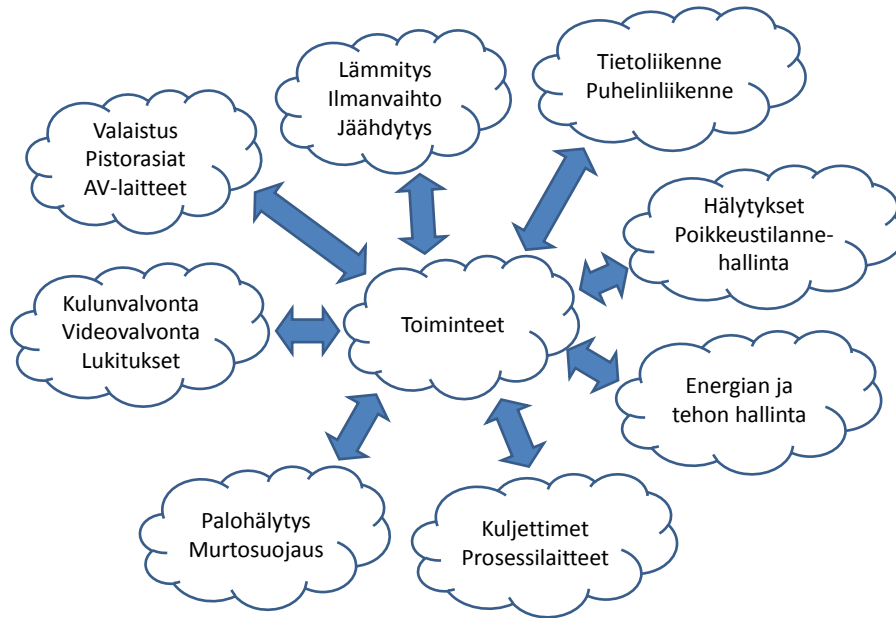 Lämmitys
Ilmanvaihto
Jäähdytys
Tietoliikenne
Puhelinliikenne
Valaistus
Pistorasiat
AV-laitteet
Hälytykset
Poikkeustilanne-
hallinta
Kulunvalvonta
Videovalvonta
Lukitukset
Toiminteet
Energian ja
tehon hallinta
Palohälytys
Murtosuojaus
Kuljettimet
Prosessilaitteet